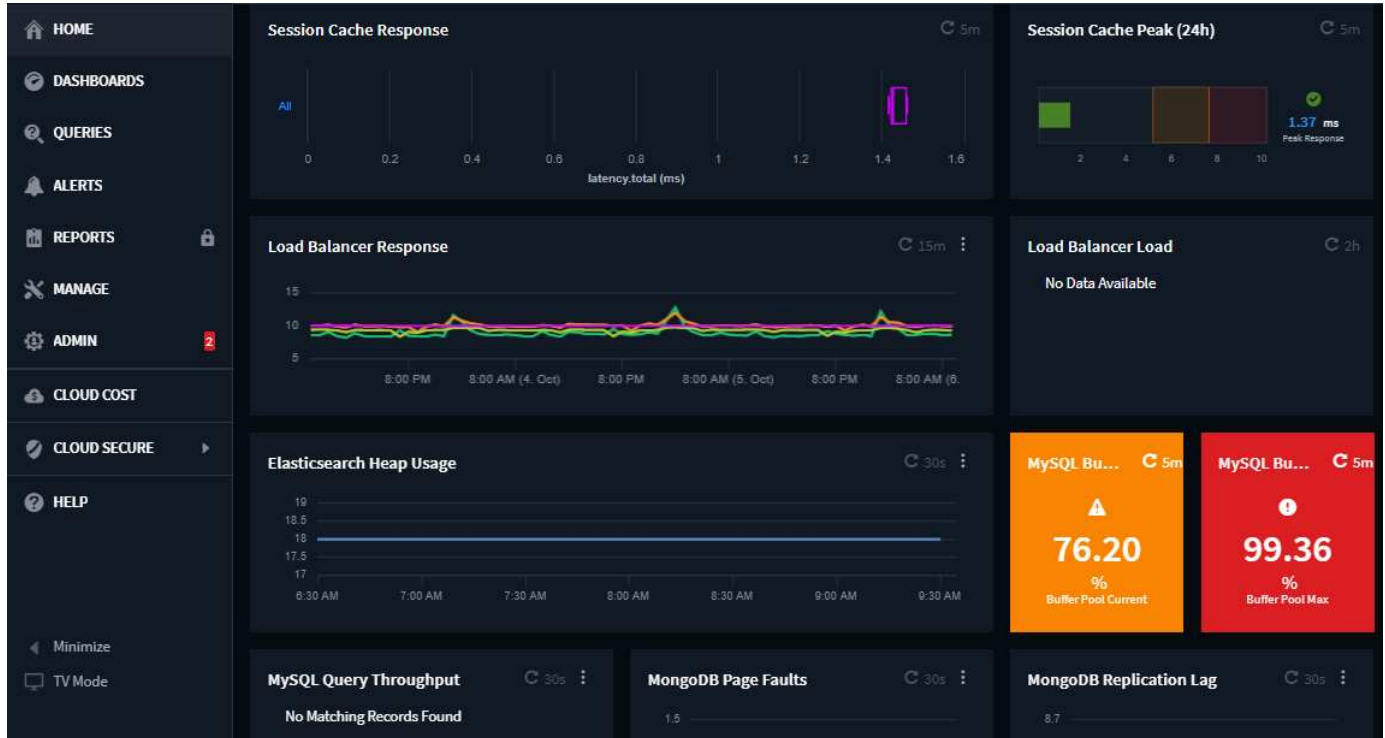 HOME
DASHBOARDS
QUERIES
ALERTS
REPORTS
MANAGE
ADMIN 2
CLOUD COST
CLOUD SECURE
HELP
Minimize
TV Mode
Session Cache Response 5m
All
0 0.2 0.4 0.6 0.8 1 1.2 1.4 1.6
latency.total (ms)
Session Cache Peak (24h) 5m
1.37 ms
Peak Response
2 4 6 8 10
Load Balancer Response 15m
15
10
5
8:00 PM 8:00 AM (4. Oct) 8:00 PM 8:00 AM (5. Oct) 8:00 PM 8:00 AM (6.
Load Balancer Load 2h
No Data Available
Elasticsearch Heap Usage 30s
19
18.5
18
17.5
17
6:30 AM 7:00 AM 7:30 AM 8:00 AM 8:30 AM 9:00 AM 9:30 AM
MySQL Bu... 5m
76.20
%
Buffer Pool Current
MySQL Bu... 5m
99.36
%
Buffer Pool Max
MySQL Query Throughput 30s
No Matching Records Found
MongoDB Page Faults 30s
1.5
MongoDB Replication Lag 30s
8.7